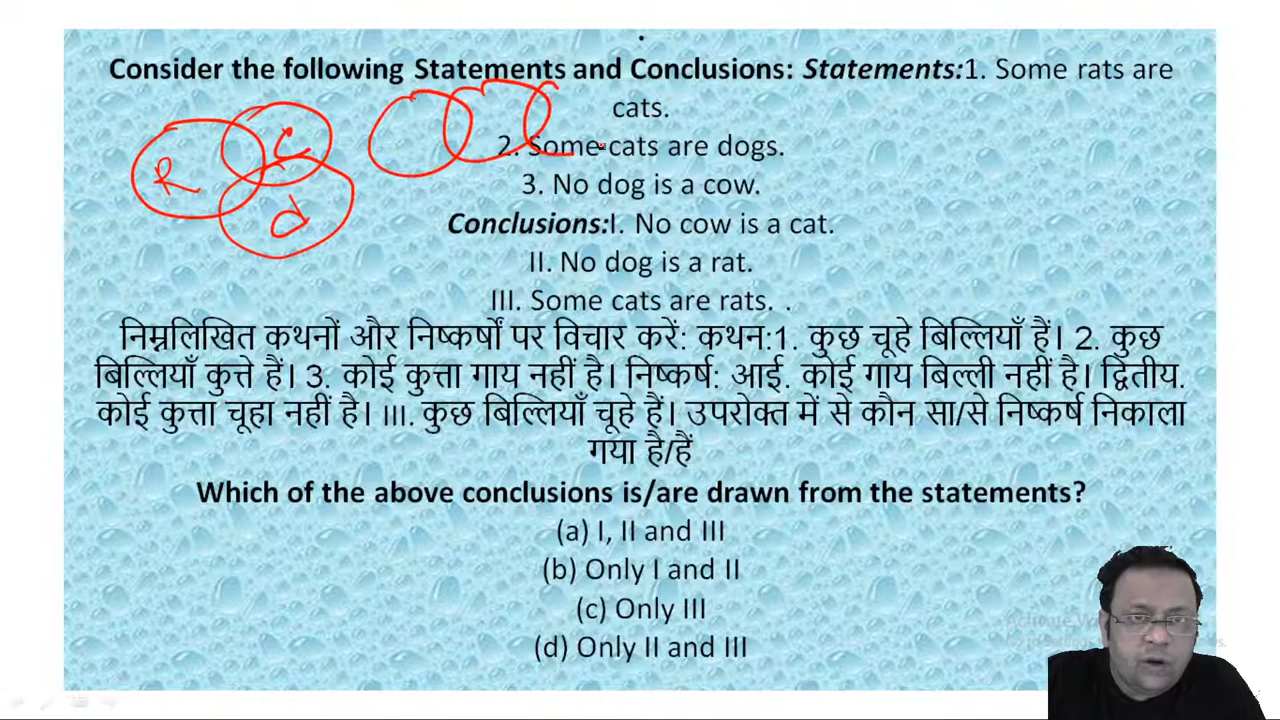 Consider the following Statements and Conclusions: Statements:1. Some rats are
cats.
2. Some cats are dogs.
3. No dog is a cow.
Conclusions:I. No cow is a cat.
II. No dog is a rat.
III. Some cats are rats. .
R
C
d
निम्नलिखित कथनों और निष्कर्षों पर विचार करें: कथन:1. कुछ चूहे बिल्लियाँ हैं। 2. कुछ
बिल्लियाँ कुत्ते हैं। 3. कोई कुत्ता गाय नहीं है। निष्कर्ष: आई. कोई गाय बिल्ली नहीं है। द्वितीय.
कोई कुत्ता चूहा नहीं है। III. कुछ बिल्लियाँ चूहे हैं। उपरोक्त में से कौन सा/से निष्कर्ष निकाला
गया है/हैं
Which of the above conclusions is/are drawn from the statements?
(a) I, II and III
(b) Only I and II
(c) Only III
(d) Only II and III